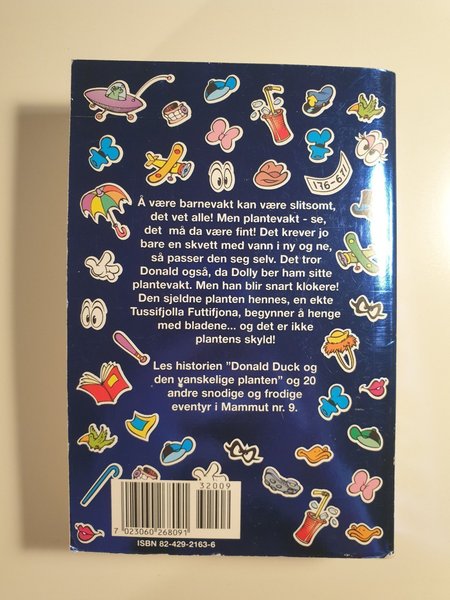 176-671
Å være barnevakt kan være slitsomt,
det vet alle! Men plantevakt - se,
det må da være fint! Det krever jo
bare en skvett med vann i ny og ne,
så passer den seg selv. Det tror
Donald også, da Dolly ber ham sitte
plantevakt. Men han blir snart klokere!
Den sjeldne planten hennes, en ekte
Tussifjolla Futtifjona, begynner å henge
med bladene... og det er ikke
plantens skyld!
Les historien "Donald Duck og
den vanskelige planten" og 20
andre snodige og frodige
eventyr i Mammut nr. 9.
32009
7 023060 268091
ISBN 82-429-2163-6